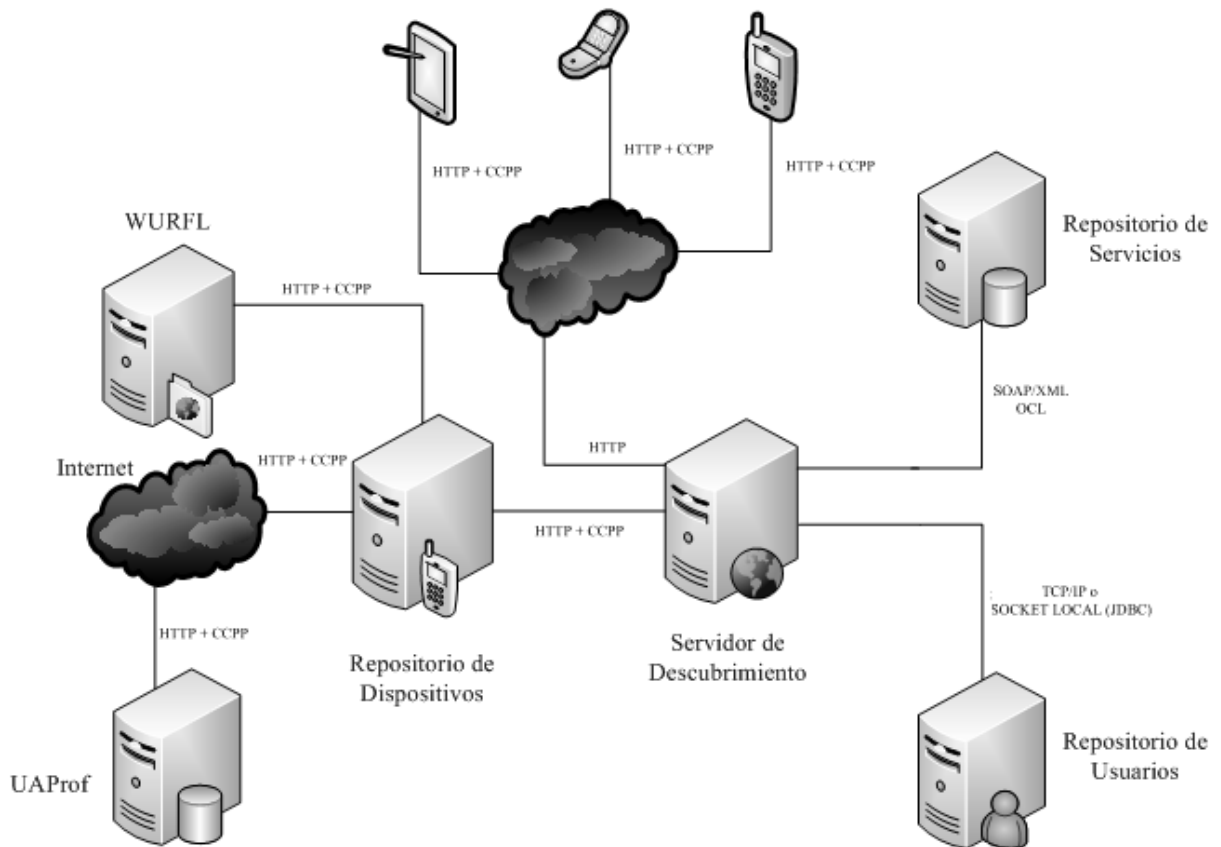 HTTP + CCPP
HTTP + CCPP
HTTP + CCPP
WURFL
Repositorio de
Servicios
HTTP + CCPP
SOAP/XML
OCL
Internet
HTTP + CCPP
HTTP
HTTP + CCPP
TCP/IP o
SOCKET LOCAL (JDBC)
HTTP + CCPP
Repositorio de
Dispositivos
Servidor de
Descubrimiento
UAProf
Repositorio de
Usuarios